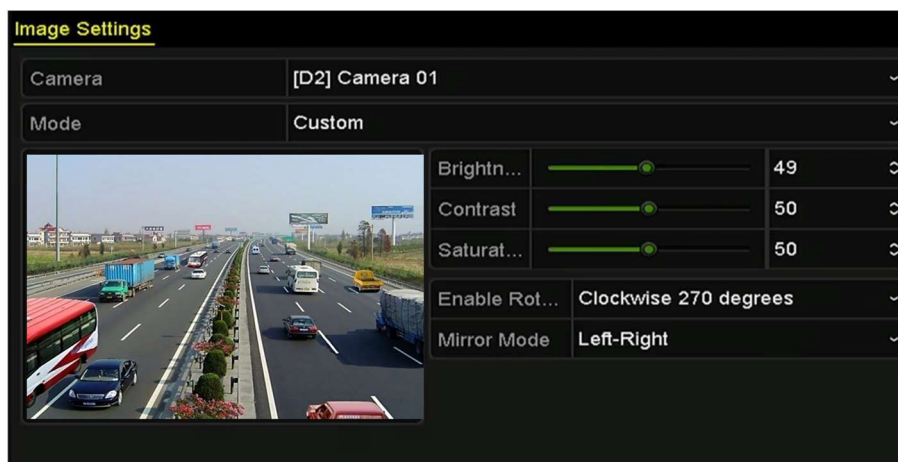 Image Settings
Camera [D2] Camera 01
Mode Custom
Brightn... 49
Contrast 50
Saturat... 50
Enable Rot... Clockwise 270 degrees
Mirror Mode Left-Right